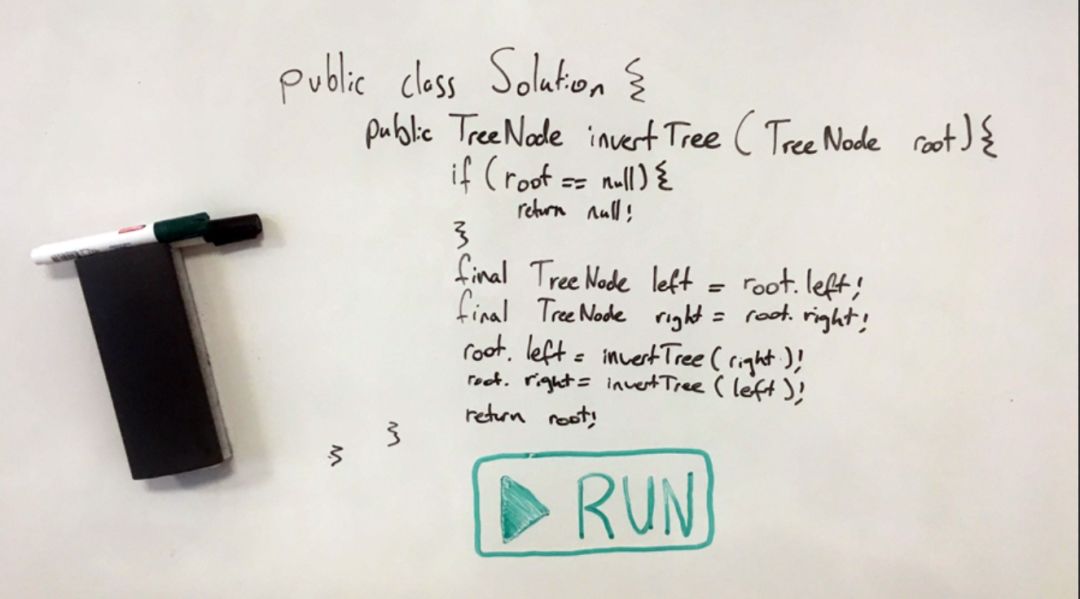 public class Solution {
public TreeNode invertTree (TreeNode root) {
if (root == null) {
return null;
}
final TreeNode left = root.left;
final TreeNode right = root.right;
root. left = invertTree (right);
root. right = invertTree (left);
return root;
}
}
RUN